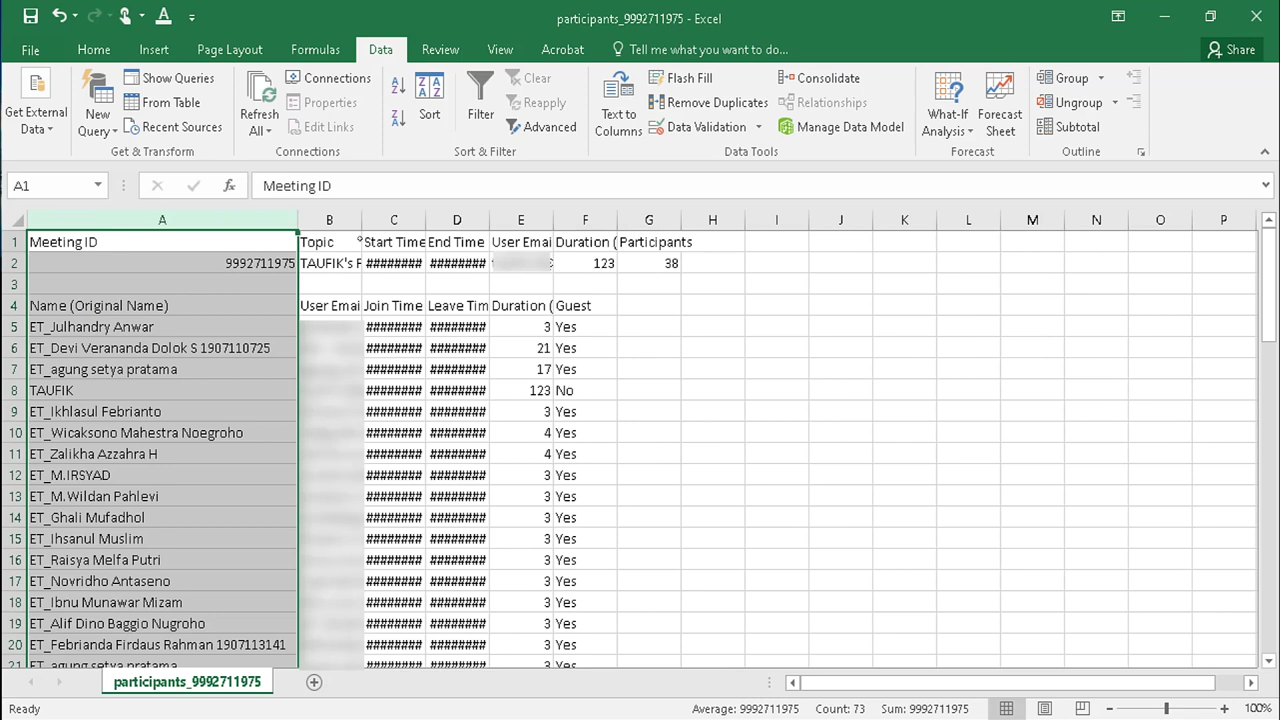 participants_9992711975 - Excel
File Home Insert Page Layout Formulas Data Review View Acrobat Tell me what you want to do... Share
Get External Data
New Query
Show Queries
From Table
Recent Sources
Get & Transform
Refresh All
Connections
Properties
Edit Links
Connections
Sort
Filter
Clear
Reapply
Advanced
Sort & Filter
Text to Columns
Flash Fill
Remove Duplicates
Data Validation
Consolidate
Relationships
Manage Data Model
Data Tools
What-If Analysis
Forecast Sheet
Forecast
Group
Ungroup
Subtotal
Outline
A1 fx Meeting ID
A B C D E F G H I J K L M N O P
1 Meeting ID Topic Start Time End Time User Emai Duration ( Participants
2 9992711975 TAUFIK's P ######## ######## 123 38
3
4 Name (Original Name) User Emai Join Time Leave Tim Duration ( Guest
5 ET_Julhandry Anwar ######## ######## 3 Yes
6 ET_Devi Verananda Dolok S 1907110725 ######## ######## 21 Yes
7 ET_agung setya pratama ######## ######## 17 Yes
8 TAUFIK ######## ######## 123 No
9 ET_Ikhlasul Febrianto ######## ######## 3 Yes
10 ET_Wicaksono Mahestra Noegroho ######## ######## 4 Yes
11 ET_Zalikha Azzahra H ######## ######## 4 Yes
12 ET_M.IRSYAD ######## ######## 3 Yes
13 ET_M.Wildan Pahlevi ######## ######## 3 Yes
14 ET_Ghali Mufadhol ######## ######## 3 Yes
15 ET_Ihsanul Muslim ######## ######## 3 Yes
16 ET_Raisya Melfa Putri ######## ######## 3 Yes
17 ET_Novridho Antaseno ######## ######## 3 Yes
18 ET_Ibnu Munawar Mizam ######## ######## 3 Yes
19 ET_Alif Dino Baggio Nugroho ######## ######## 3 Yes
20 ET_Febrianda Firdaus Rahman 1907113141 ######## ######## 3 Yes
21 ET_agung setya pratama ######## ######## 3 Yes
participants_9992711975
Ready Average: 9992711975 Count: 73 Sum: 9992711975 100%